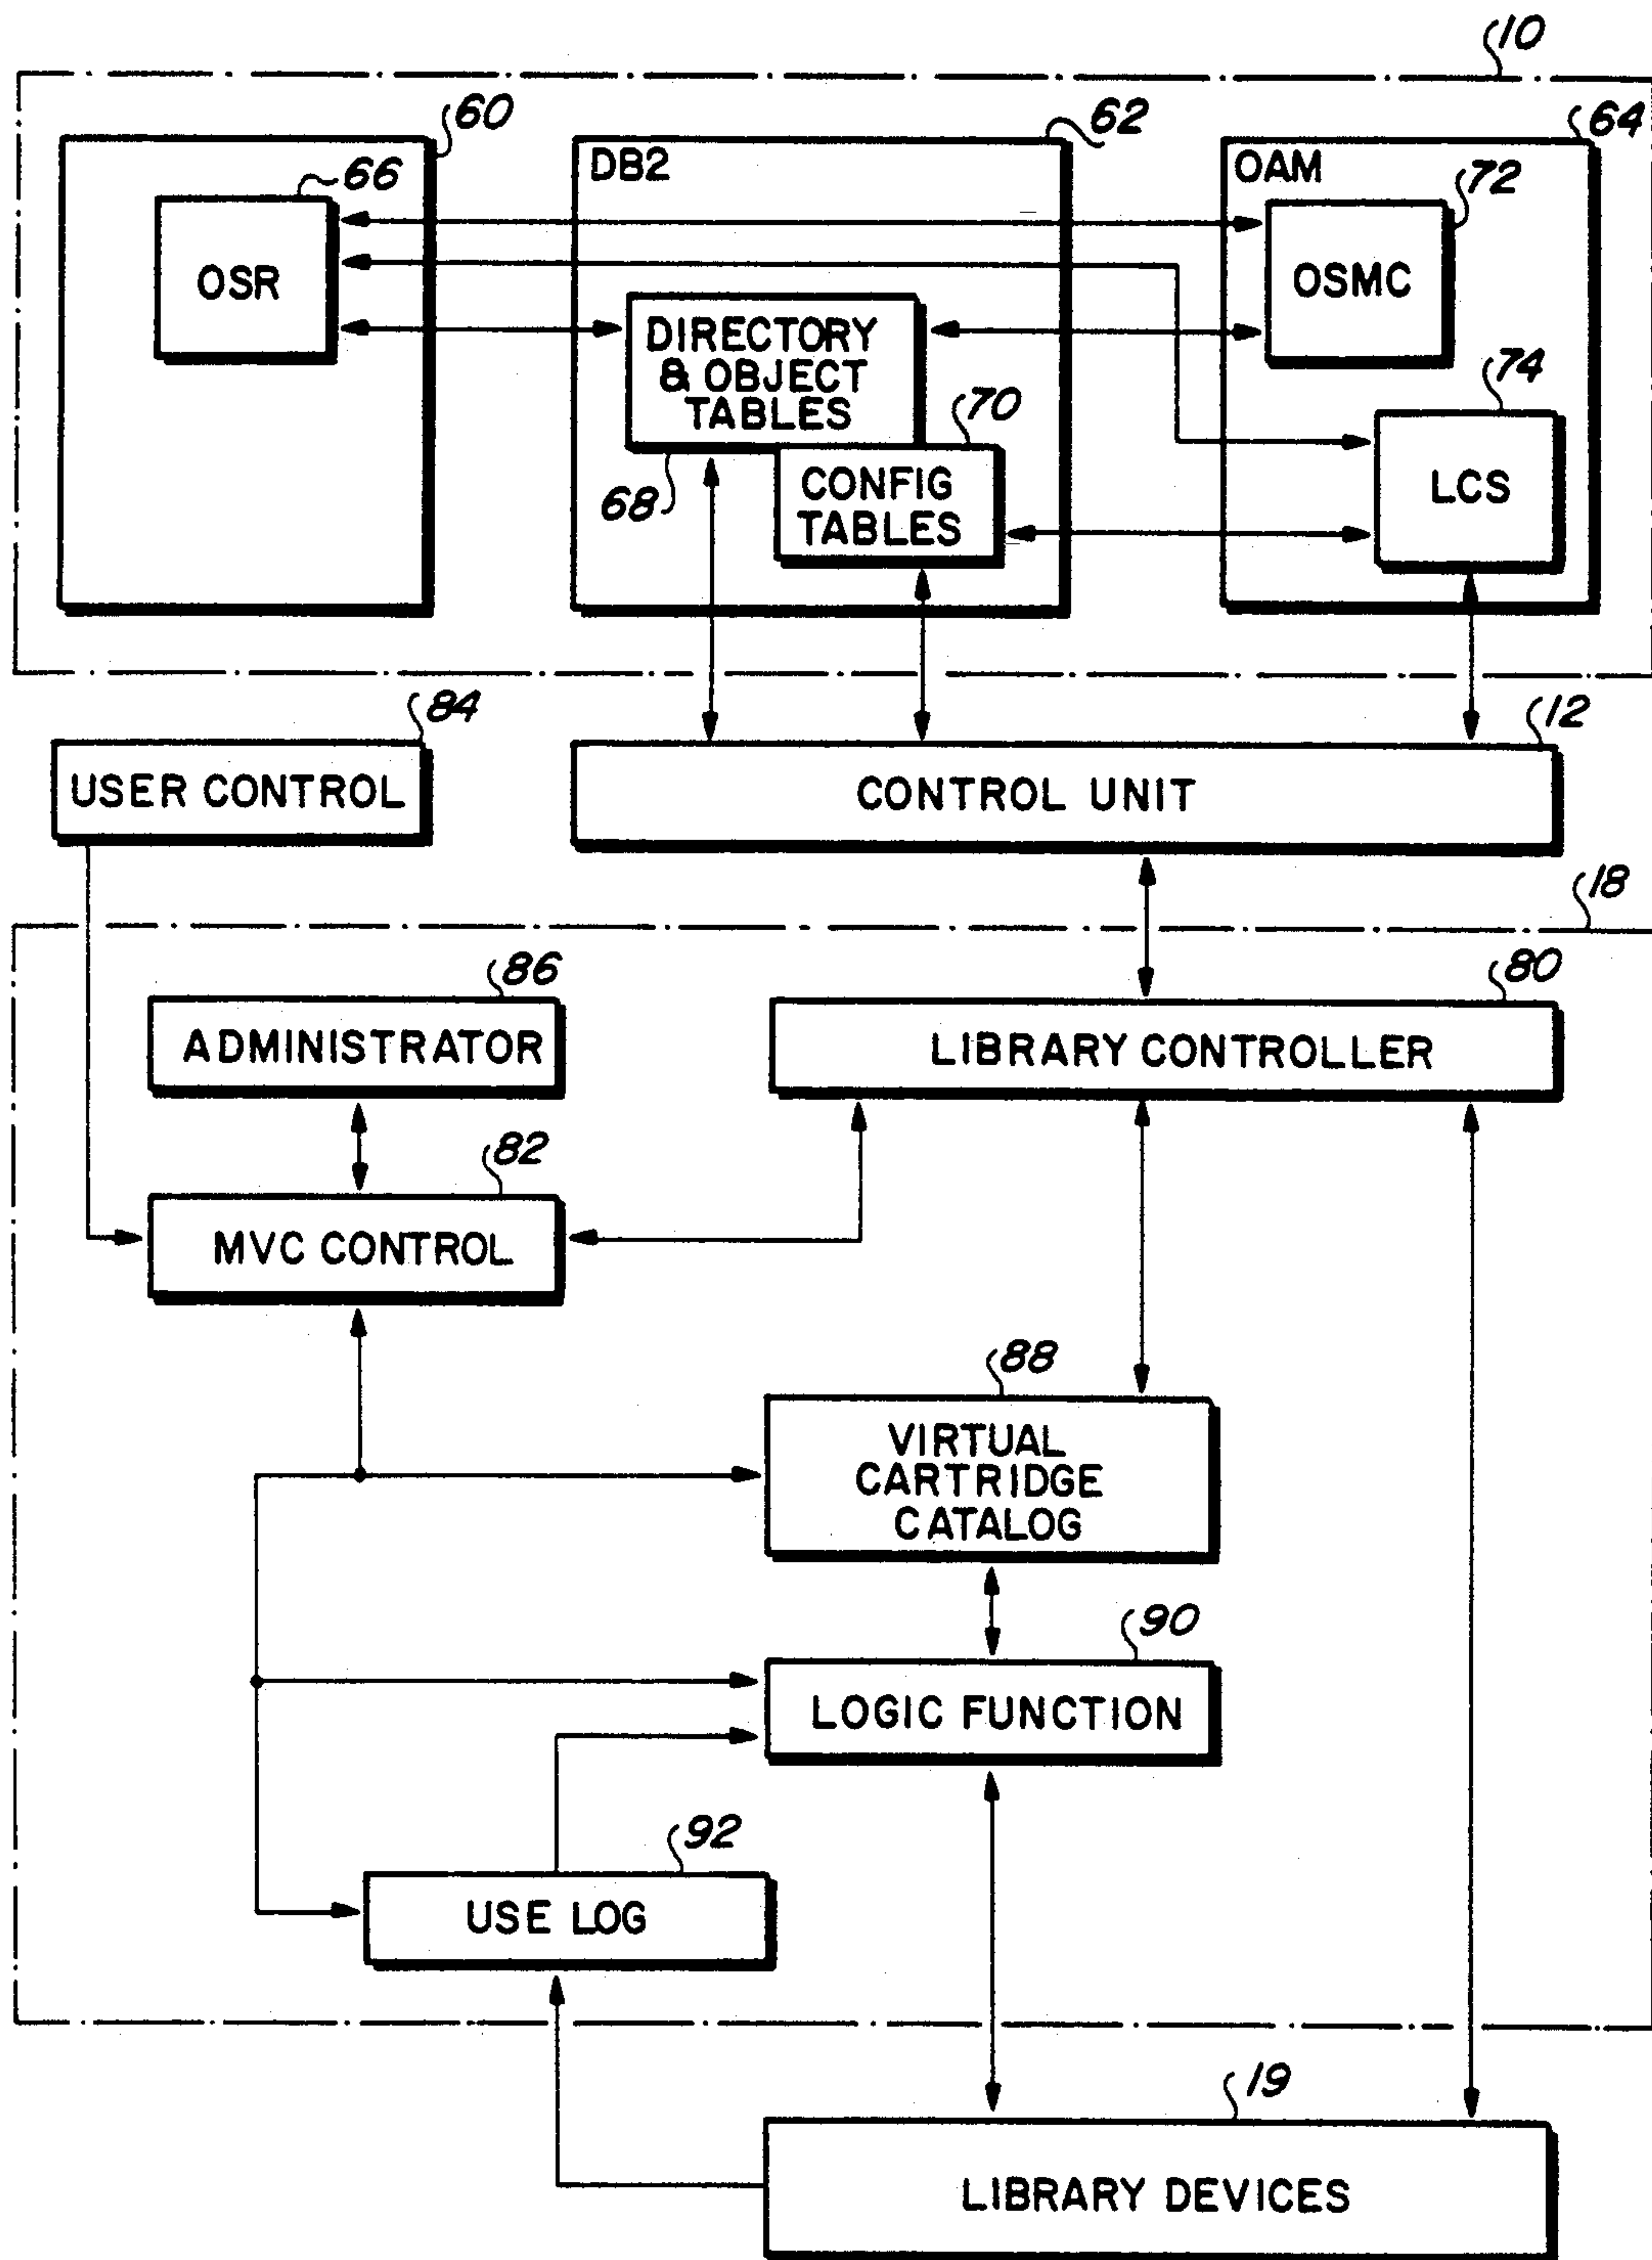 10
60
62
64
DB2
OAM
66
72
OSR
OSMC
DIRECTORY
& OBJECT
TABLES
74
70
68
CONFIG
TABLES
LCS
84
12
USER CONTROL
CONTROL UNIT
18
86
80
ADMINISTRATOR
LIBRARY CONTROLLER
82
MVC CONTROL
88
VIRTUAL
CARTRIDGE
CATALOG
90
LOGIC FUNCTION
92
USE LOG
19
LIBRARY DEVICES